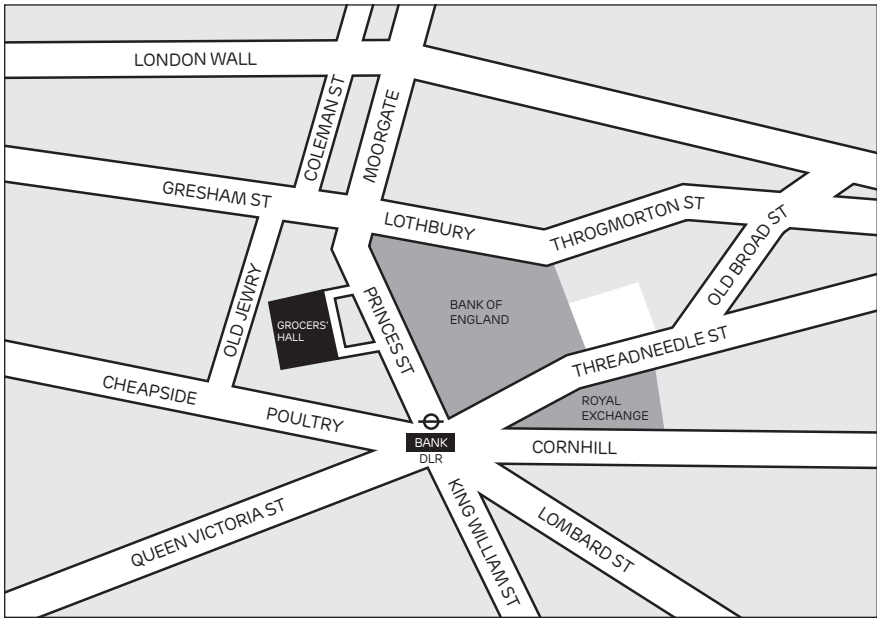 LONDON WALL
COLEMAN ST
MOORGATE
GRESHAM ST
LOTHBURY
THROGMORTON ST
OLD BROAD ST
OLD JEWRY
PRINCES ST
BANK OF
ENGLAND
GROCERS'
HALL
THREADNEEDLE ST
CHEAPSIDE
POULTRY
ROYAL
EXCHANGE
BANK
DLR
CORNHILL
QUEEN VICTORIA ST
KING WILLIAM ST
LOMBARD ST